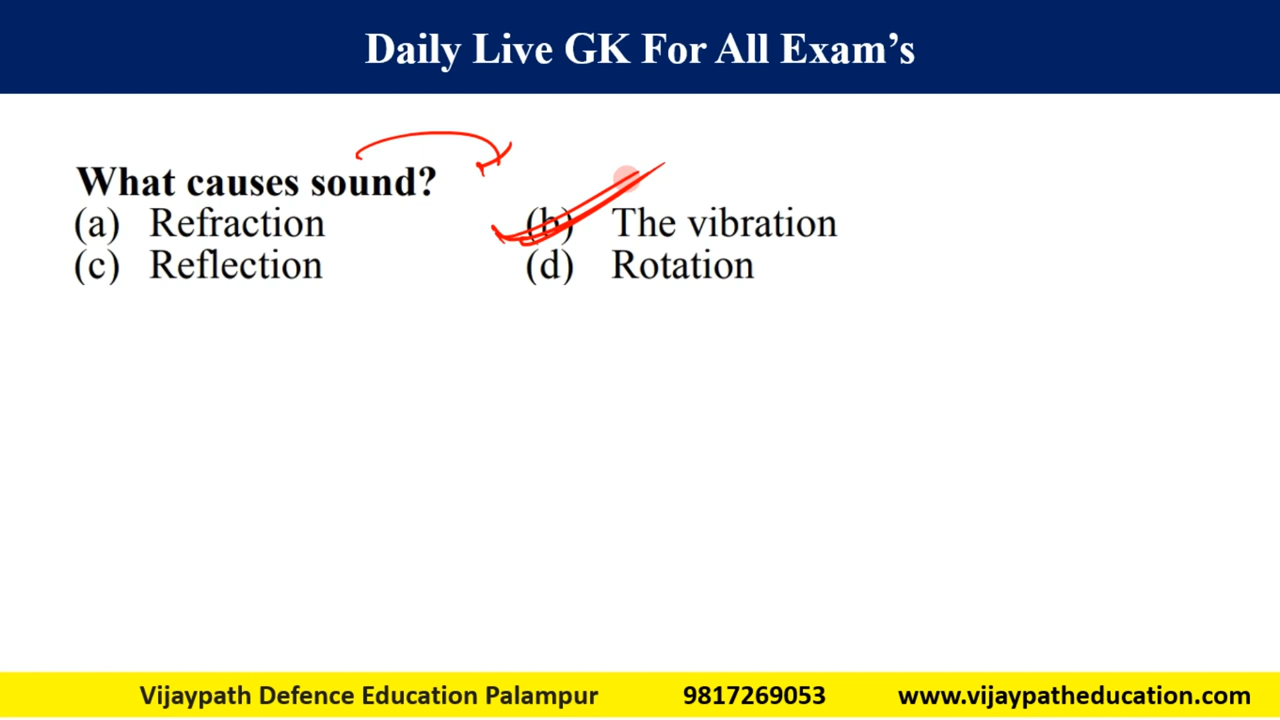 Daily Live GK For All Exam’s
What causes sound?
(a) Refraction (b) The vibration
(c) Reflection (d) Rotation
Vijaypath Defence Education Palampur 9817269053 www.vijaypatheducation.com